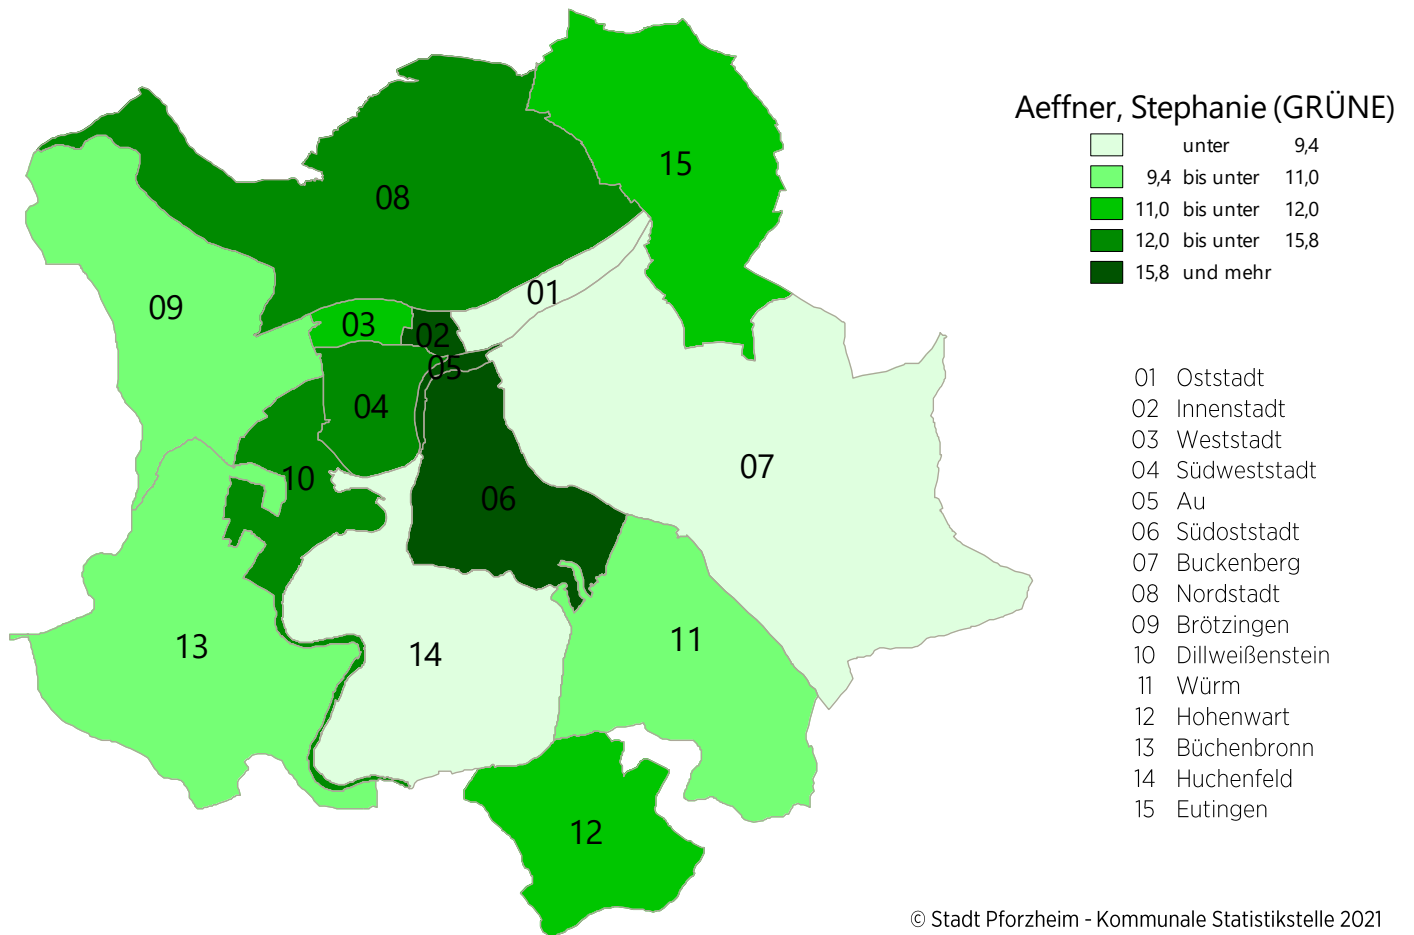 Aeffner, Stephanie (GRÜNE)
unter 9,4
9,4 bis unter 11,0
11,0 bis unter 12,0
12,0 bis unter 15,8
15,8 und mehr
15
08
01
09
03
02
05
04
07
10
06
11
13
14
12
01 Oststadt
02 Innenstadt
03 Weststadt
04 Südweststadt
05 Au
06 Südoststadt
07 Buckenberg
08 Nordstadt
09 Brötzingen
10 Dillweißenstein
11 Würm
12 Hohenwart
13 Büchenbronn
14 Huchenfeld
15 Eutingen
© Stadt Pforzheim - Kommunale Statistikstelle 2021